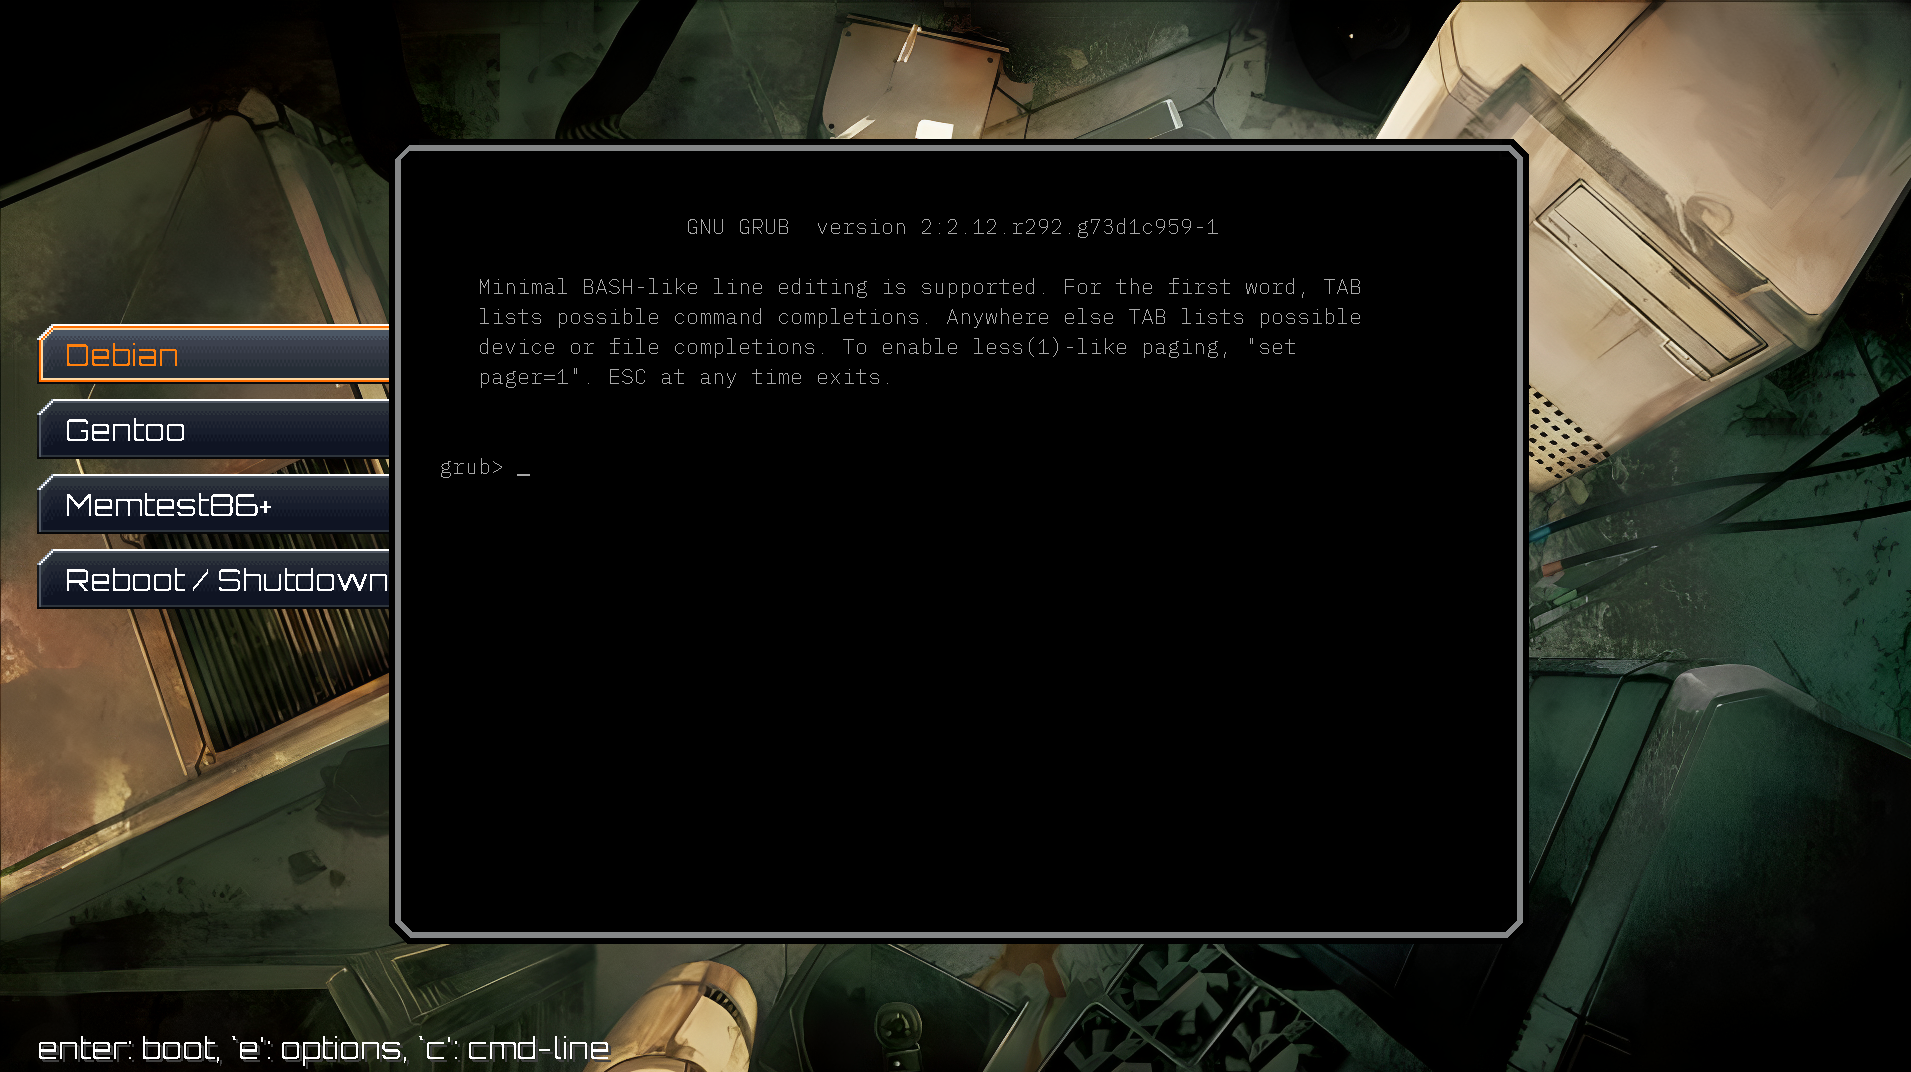 GNU GRUB  version 2:2.12.r292.g73d1c959-1
Minimal BASH-like line editing is supported. For the first word, TAB
lists possible command completions. Anywhere else TAB lists possible
device or file completions. To enable less(1)-like paging, "set
pager=1". ESC at any time exits.
grub> _
Debian
Gentoo
Memtest86+
Reboot / Shutdown
enter: boot, `e': options, `c': cmd-line